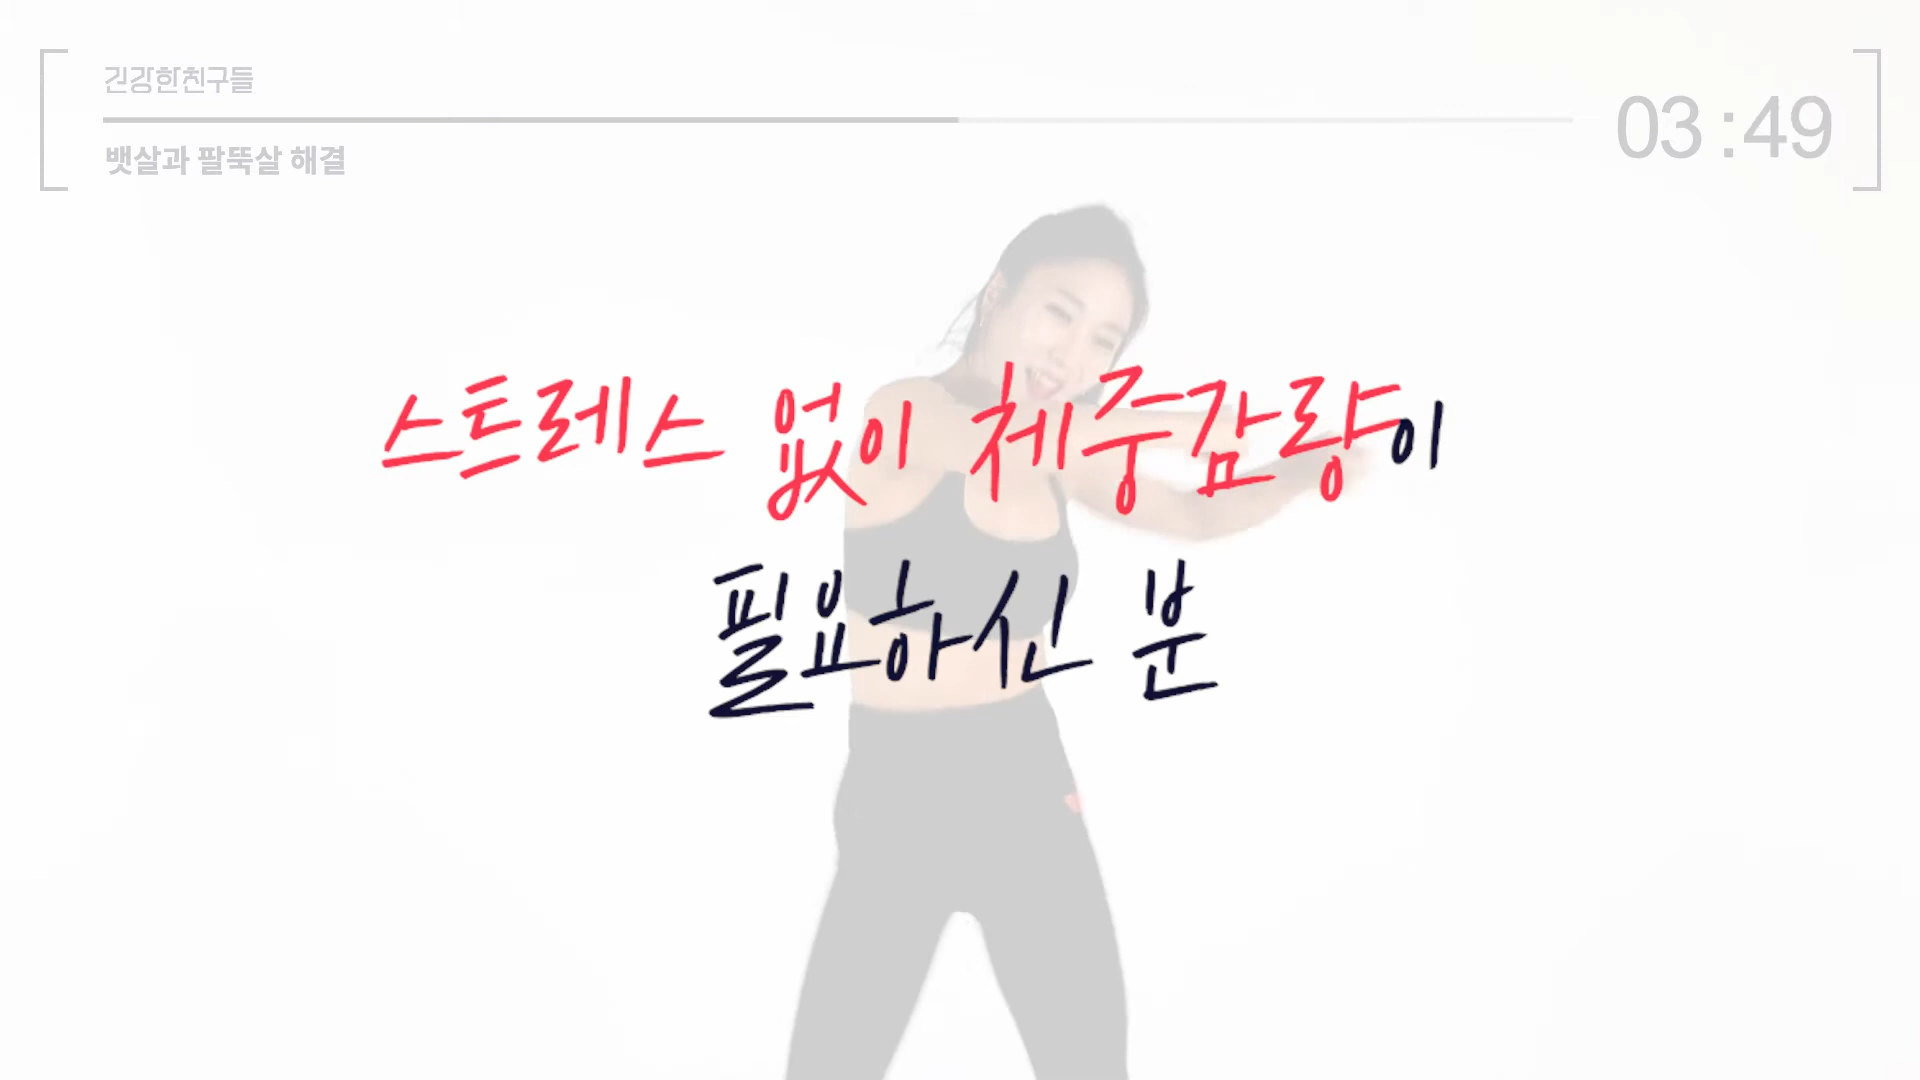 긴강한친구들
뱃살과 팔뚝살 해결
03:49
스트레스 없이 체중감량이
필요하신 분